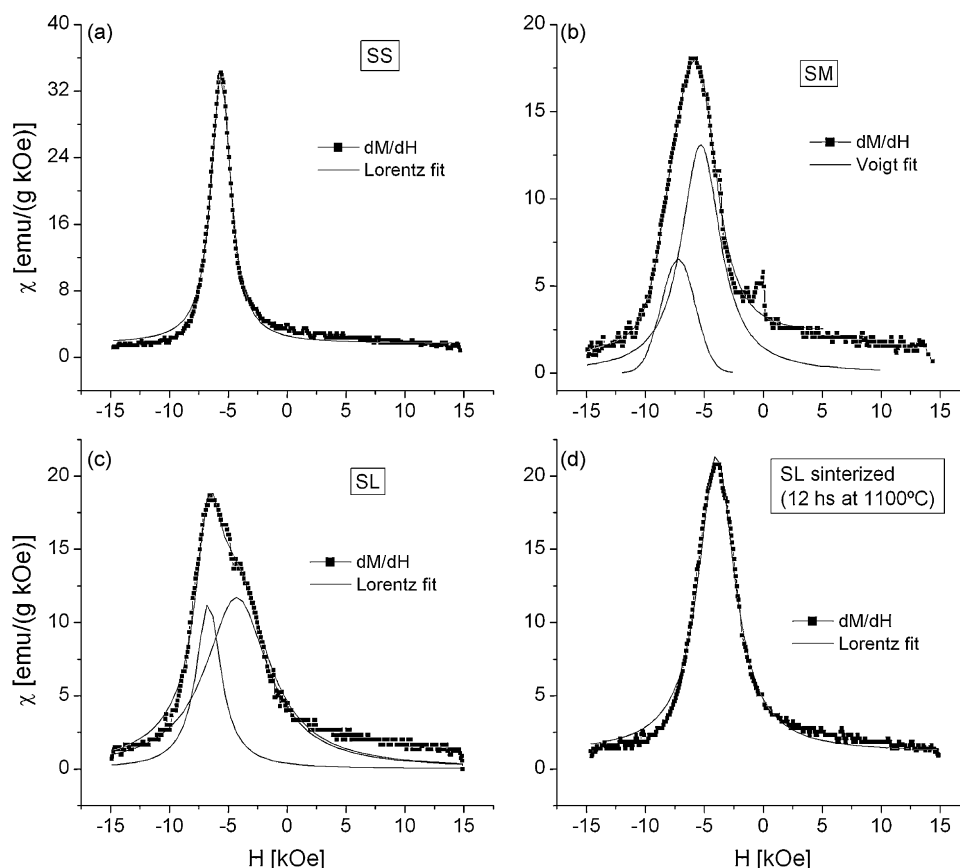 (a)
SS
dM/dH
Lorentz fit
χ [emu/(g kOe)]
40
32
24
16
8
0
-15 -10 -5 0 5 10 15
(b)
SM
dM/dH
Voigt fit
20
15
10
5
0
-15 -10 -5 0 5 10 15
(c)
SL
dM/dH
Lorentz fit
χ [emu/(g kOe)]
20
15
10
5
0
-15 -10 -5 0 5 10 15
H [kOe]
(d)
SL sinterized
(12 hs at 1100ºC)
dM/dH
Lorentz fit
20
15
10
5
0
-15 -10 -5 0 5 10 15
H [kOe]